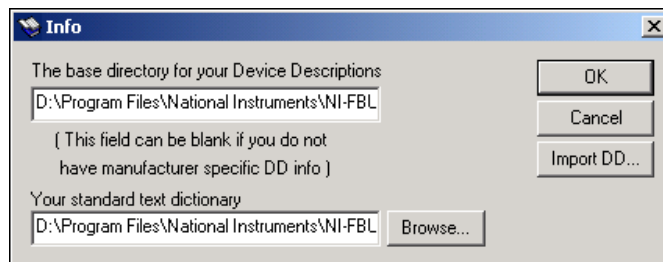 Info
The base directory for your Device Descriptions
D:\Program Files\National Instruments\NI-FBU
( This field can be blank if you do not
have manufacturer specific DD info )
Your standard text dictionary
D:\Program Files\National Instruments\NI-FBU
Browse...
OK
Cancel
Import DD...